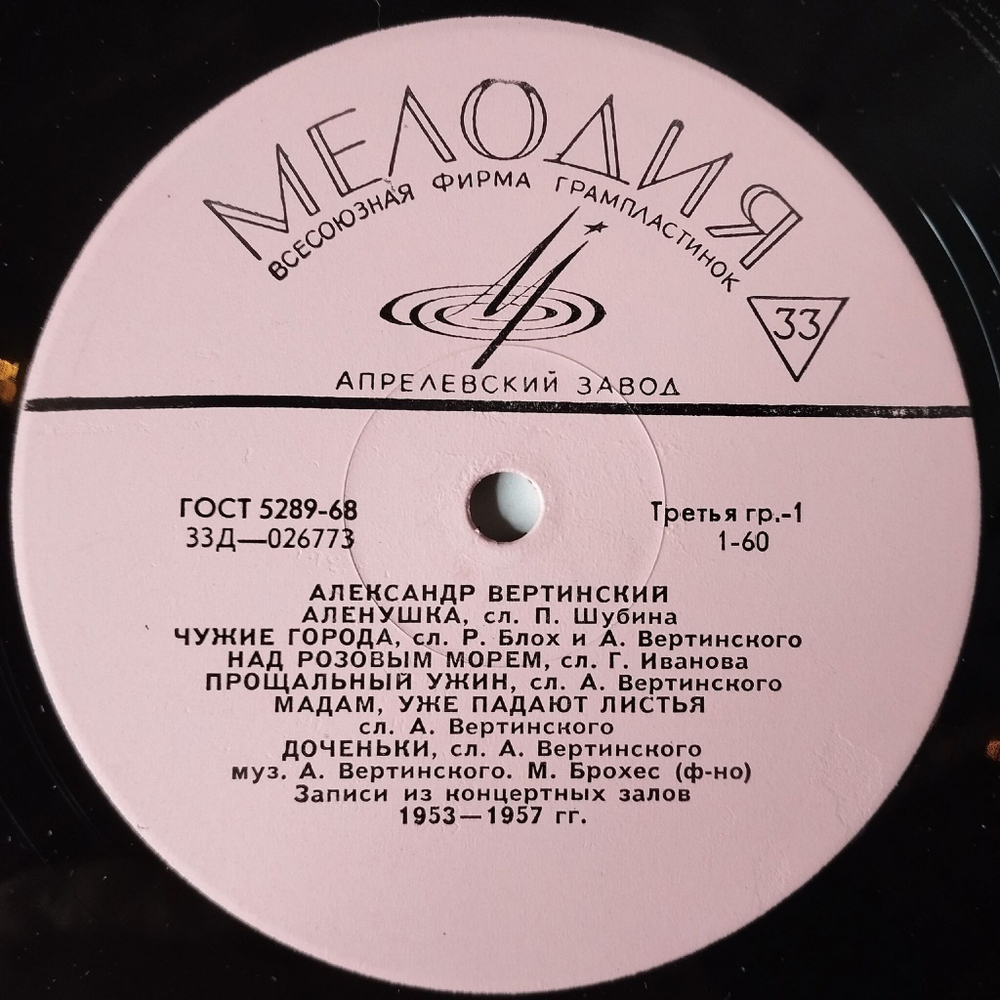 МЕЛОДИЯ
ВСЕСОЮЗНАЯ ФИРМА ГРАМПЛАСТИНОК
33
АПРЕЛЕВСКИЙ ЗАВОД
ГОСТ 5289-68
Третья гр.-1
33Д—026773
1-60
АЛЕКСАНДР ВЕРТИНСКИЙ
АЛЕНУШКА, сл. П. Шубина
ЧУЖИЕ ГОРОДА, сл. Р. Блох и А. Вертинского
НАД РОЗОВЫМ МОРЕМ, сл. Г. Иванова
ПРОЩАЛЬНЫЙ УЖИН, сл. А. Вертинского
МАДАМ, УЖЕ ПАДАЮТ ЛИСТЬЯ
сл. А. Вертинского
ДОЧЕНЬКИ, сл. А. Вертинского
муз. А. Вертинского. М. Брохес (ф-но)
Записи из концертных залов
1953—1957 гг.